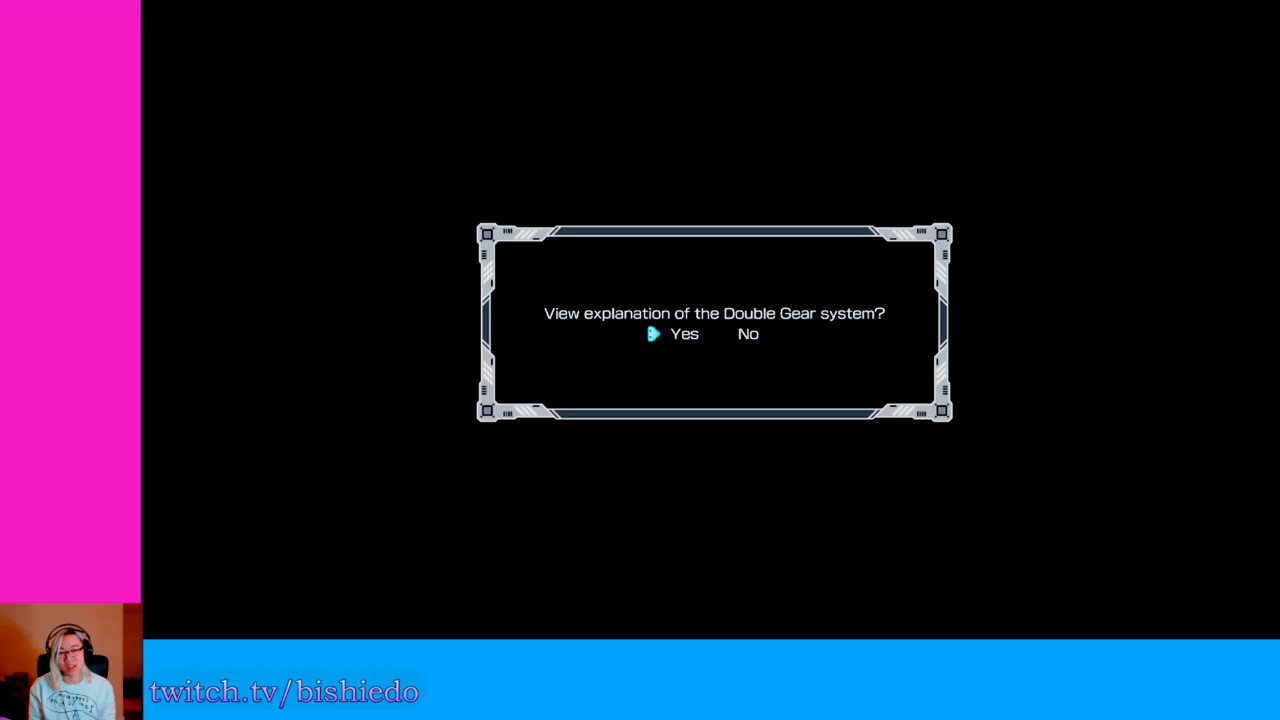 View explanation of the Double Gear system?
Yes No
twitch.tv/bishiedo